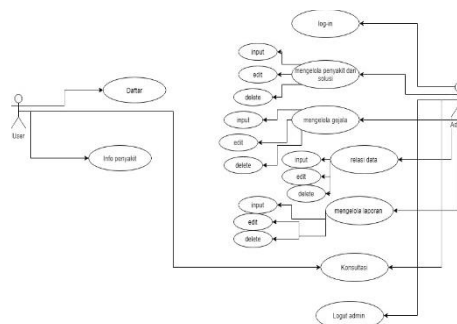 log-in
input
mengelola penyakit dan
solusi
edit
delete
Daftar
User
input
mengelola gejala
edit
Info penyakit
delete
input
relasi data
edit
delete
input
mengelola laporan
edit
delete
Konsultasi
Logut admin